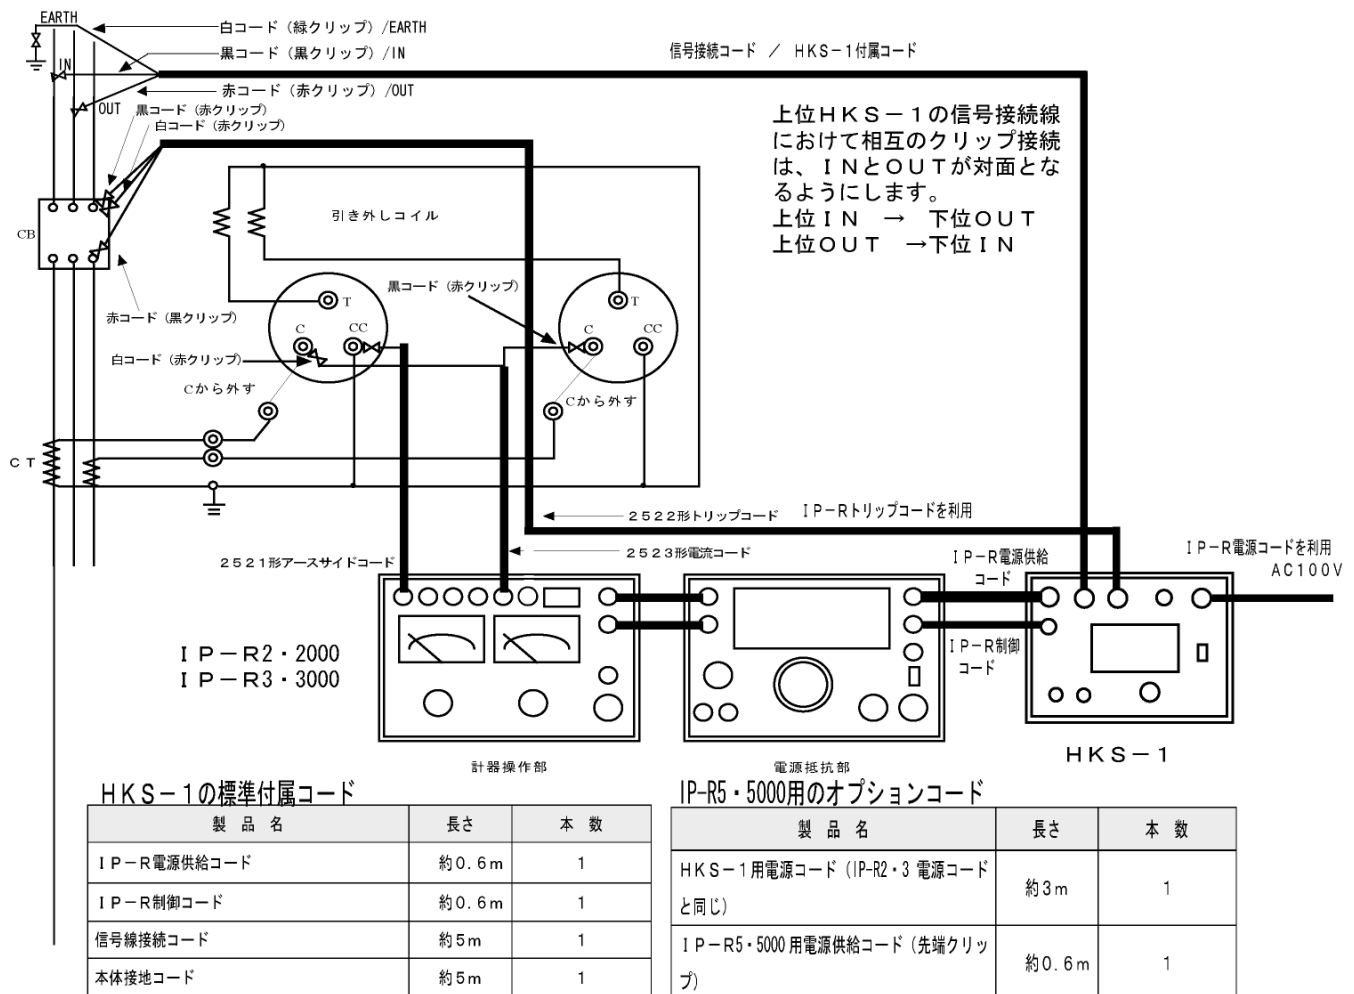 EARTH
白コード（緑クリップ）/EARTH
黒コード（黒クリップ）/IN
信号接続コード ／ HKS-1付属コード
IN
赤コード（赤クリップ）/OUT
OUT
黒コード（赤クリップ）
白コード（赤クリップ）
上位HKS－1の信号接続線
において相互のクリップ接続
は、INとOUTが対面とな
るようにします。
上位IN → 下位OUT
上位OUT →下位IN
引き外しコイル
CB
黒コード（赤クリップ）
T
T
赤コード（黒クリップ）
C
CC
C
CC
白コード（赤クリップ）
Cから外す
Cから外す
CT
2522形トリップコード
IP－Rトリップコードを利用
2521形アースサイドコード
2523形電流コード
IP－R電源供給
コード
IP－R電源コードを利用
AC100V
IP－R2・2000
IP－R3・3000
IP－R制御
コード
計器操作部
電源抵抗部
HKS－1
HKS－1の標準付属コード
製 品 名
長さ
本 数
IP－R電源供給コード
約0.6m
1
IP－R制御コード
約0.6m
1
信号線接続コード
約5m
1
本体接地コード
約5m
1
IP-R5・5000用のオプションコード
製 品 名
長さ
本 数
HKS－1用電源コード（IP-R2・3 電源コード
と同じ）
約3m
1
IP－R5・5000用電源供給コード（先端クリッ
プ）
約0.6m
1